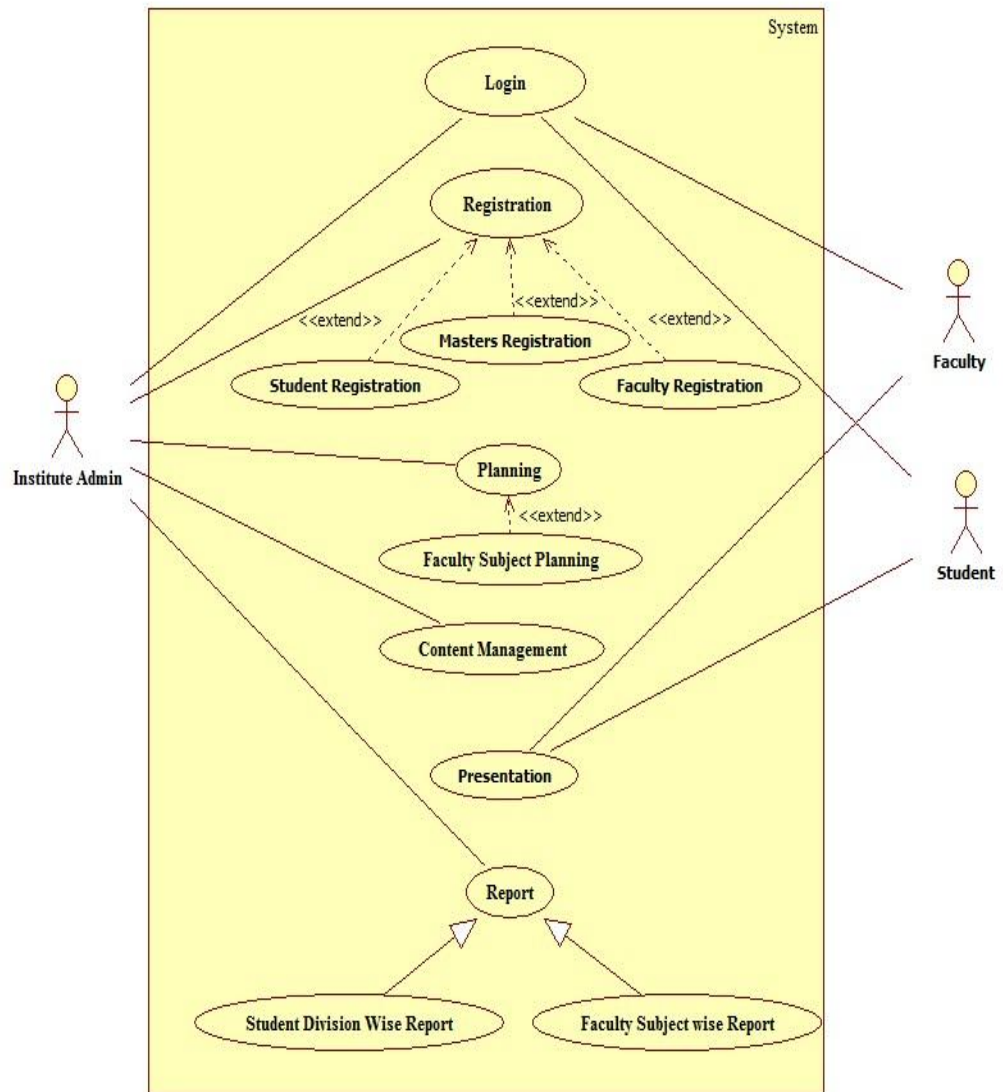 System
Login
Registration
<<extend>>
<<extend>>
<<extend>>
Masters Registration
Student Registration
Faculty Registration
Faculty
Institute Admin
Planning
<<extend>>
Faculty Subject Planning
Student
Content Management
Presentation
Report
Student Division Wise Report
Faculty Subject wise Report